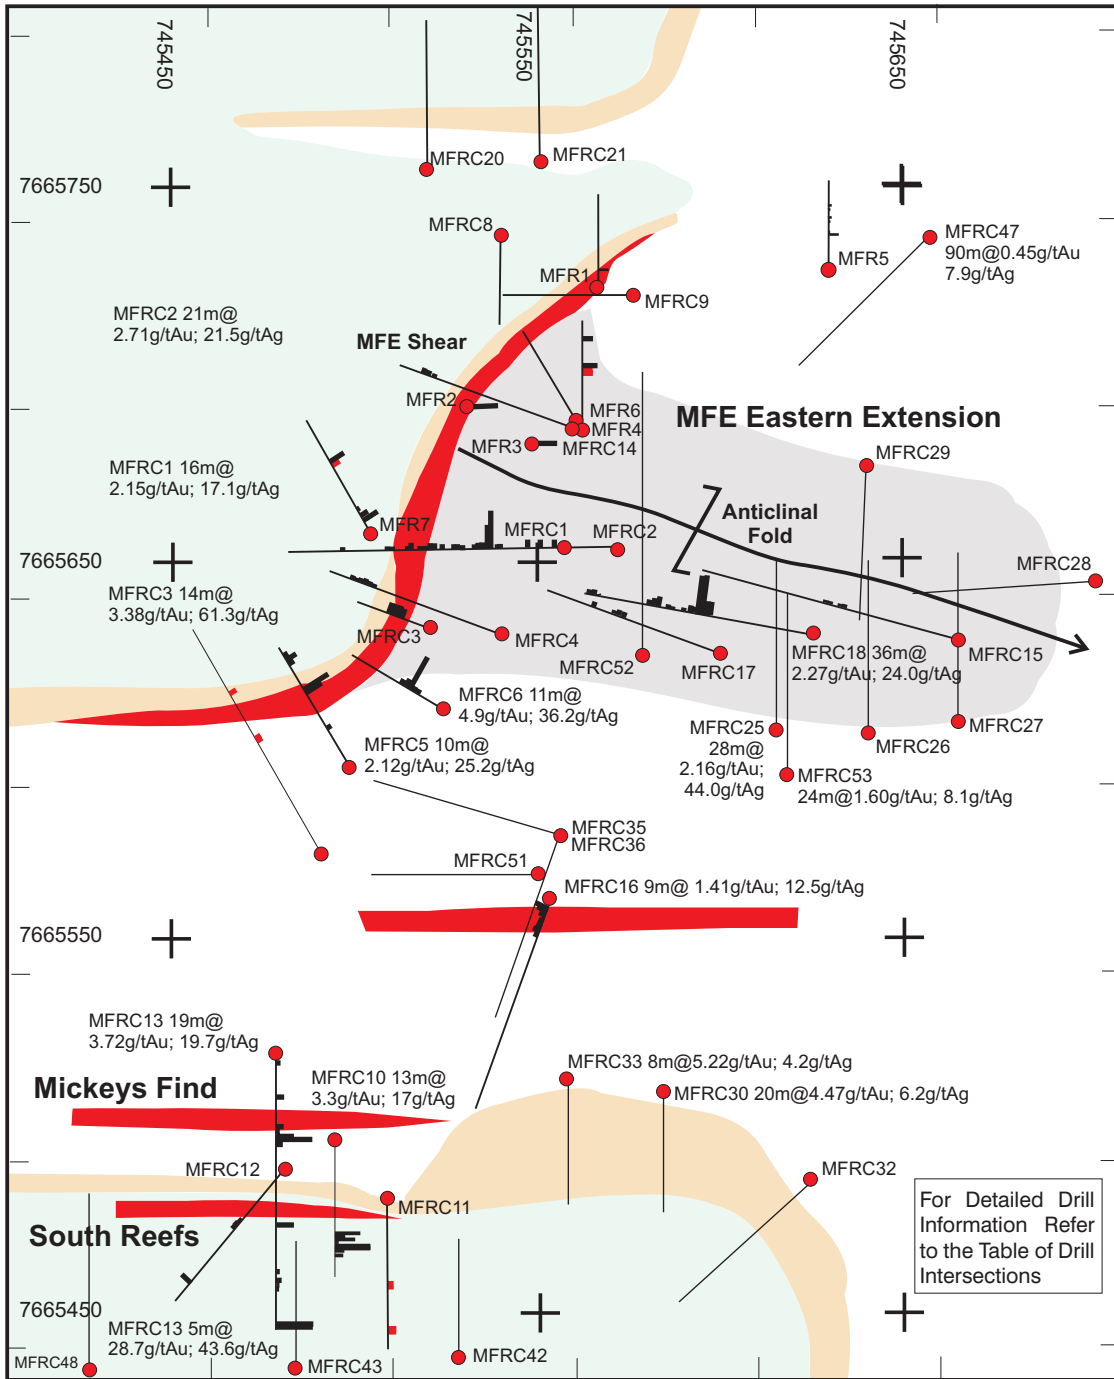 745450
745550
745650
MFRC20
MFRC21
7665750
MFRC8
MFRC47
90m@0.45g/tAu
7.9g/tAg
MFR5
MFR1
MFRC9
MFRC2 21m@
2.71g/tAu; 21.5g/tAg
MFE Shear
MFR2
MFR6
MFR4
MFR3
MFRC14
MFE Eastern Extension
MFRC29
MFRC1 16m@
2.15g/tAu; 17.1g/tAg
Anticlinal
Fold
MFR7
MFRC1
MFRC2
7665650
MFRC28
MFRC3 14m@
3.38g/tAu; 61.3g/tAg
MFRC3
MFRC4
MFRC52
MFRC17
MFRC18 36m@
2.27g/tAu; 24.0g/tAg
MFRC15
MFRC6 11m@
4.9g/tAu; 36.2g/tAg
MFRC5 10m@
2.12g/tAu; 25.2g/tAg
MFRC25
28m@
2.16g/tAu;
44.0g/tAg
MFRC26
MFRC27
MFRC53
24m@1.60g/tAu; 8.1g/tAg
MFRC35
MFRC36
MFRC51
MFRC16 9m@ 1.41g/tAu; 12.5g/tAg
7665550
MFRC13 19m@
3.72g/tAu; 19.7g/tAg
Mickeys Find
MFRC10 13m@
3.3g/tAu; 17g/tAg
MFRC33 8m@5.22g/tAu; 4.2g/tAg
MFRC30 20m@4.47g/tAu; 6.2g/tAg
MFRC12
MFRC32
MFRC11
South Reefs
For Detailed Drill
Information Refer
to the Table of Drill
Intersections
7665450
MFRC13 5m@
28.7g/tAu; 43.6g/tAg
MFRC48
MFRC43
MFRC42